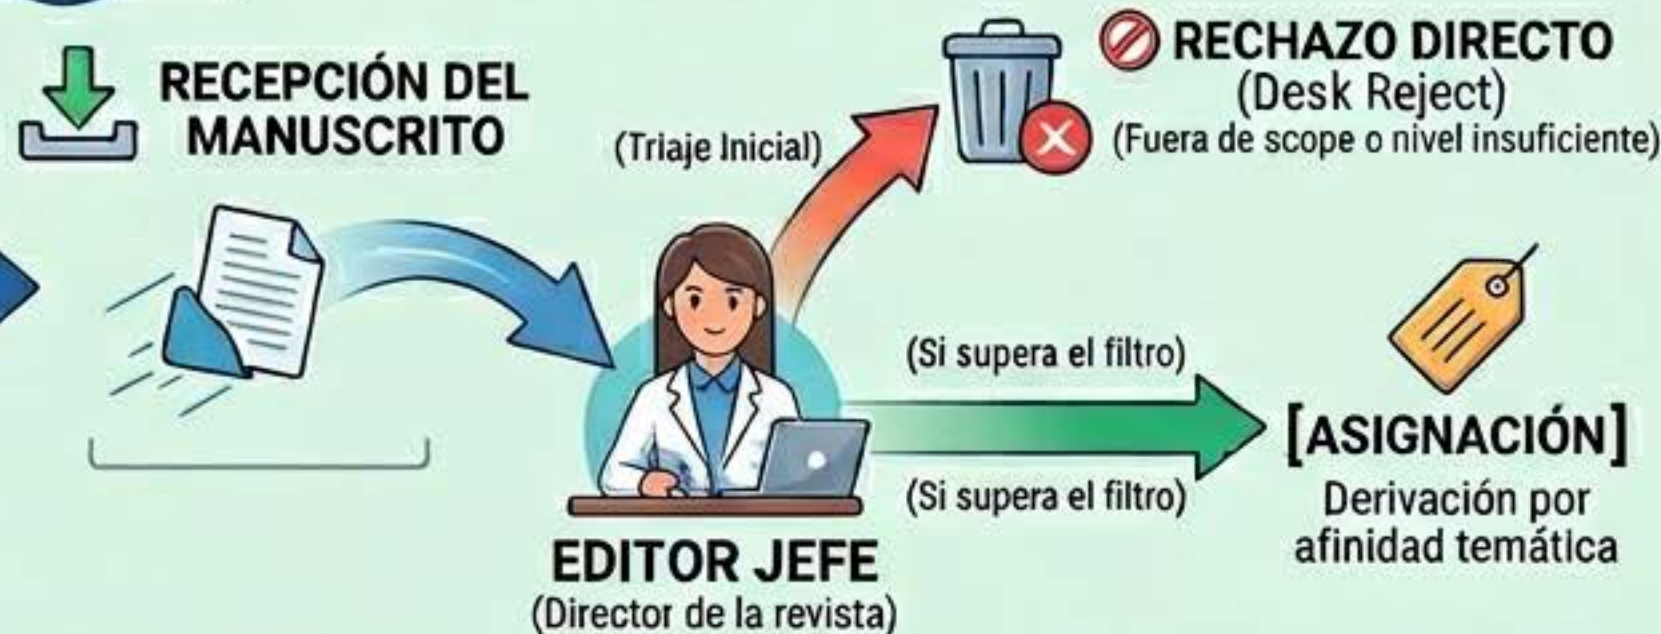 RECEPCIÓN DEL
MANUSCRITO
(Triaje Inicial)
RECHAZO DIRECTO
(Desk Reject)
(Fuera de scope o nivel insuficiente)
(Si supera el filtro)
(Si supera el filtro)
[ASIGNACIÓN]
Derivación por
afinidad temática
EDITOR JEFE
(Director de la revista)